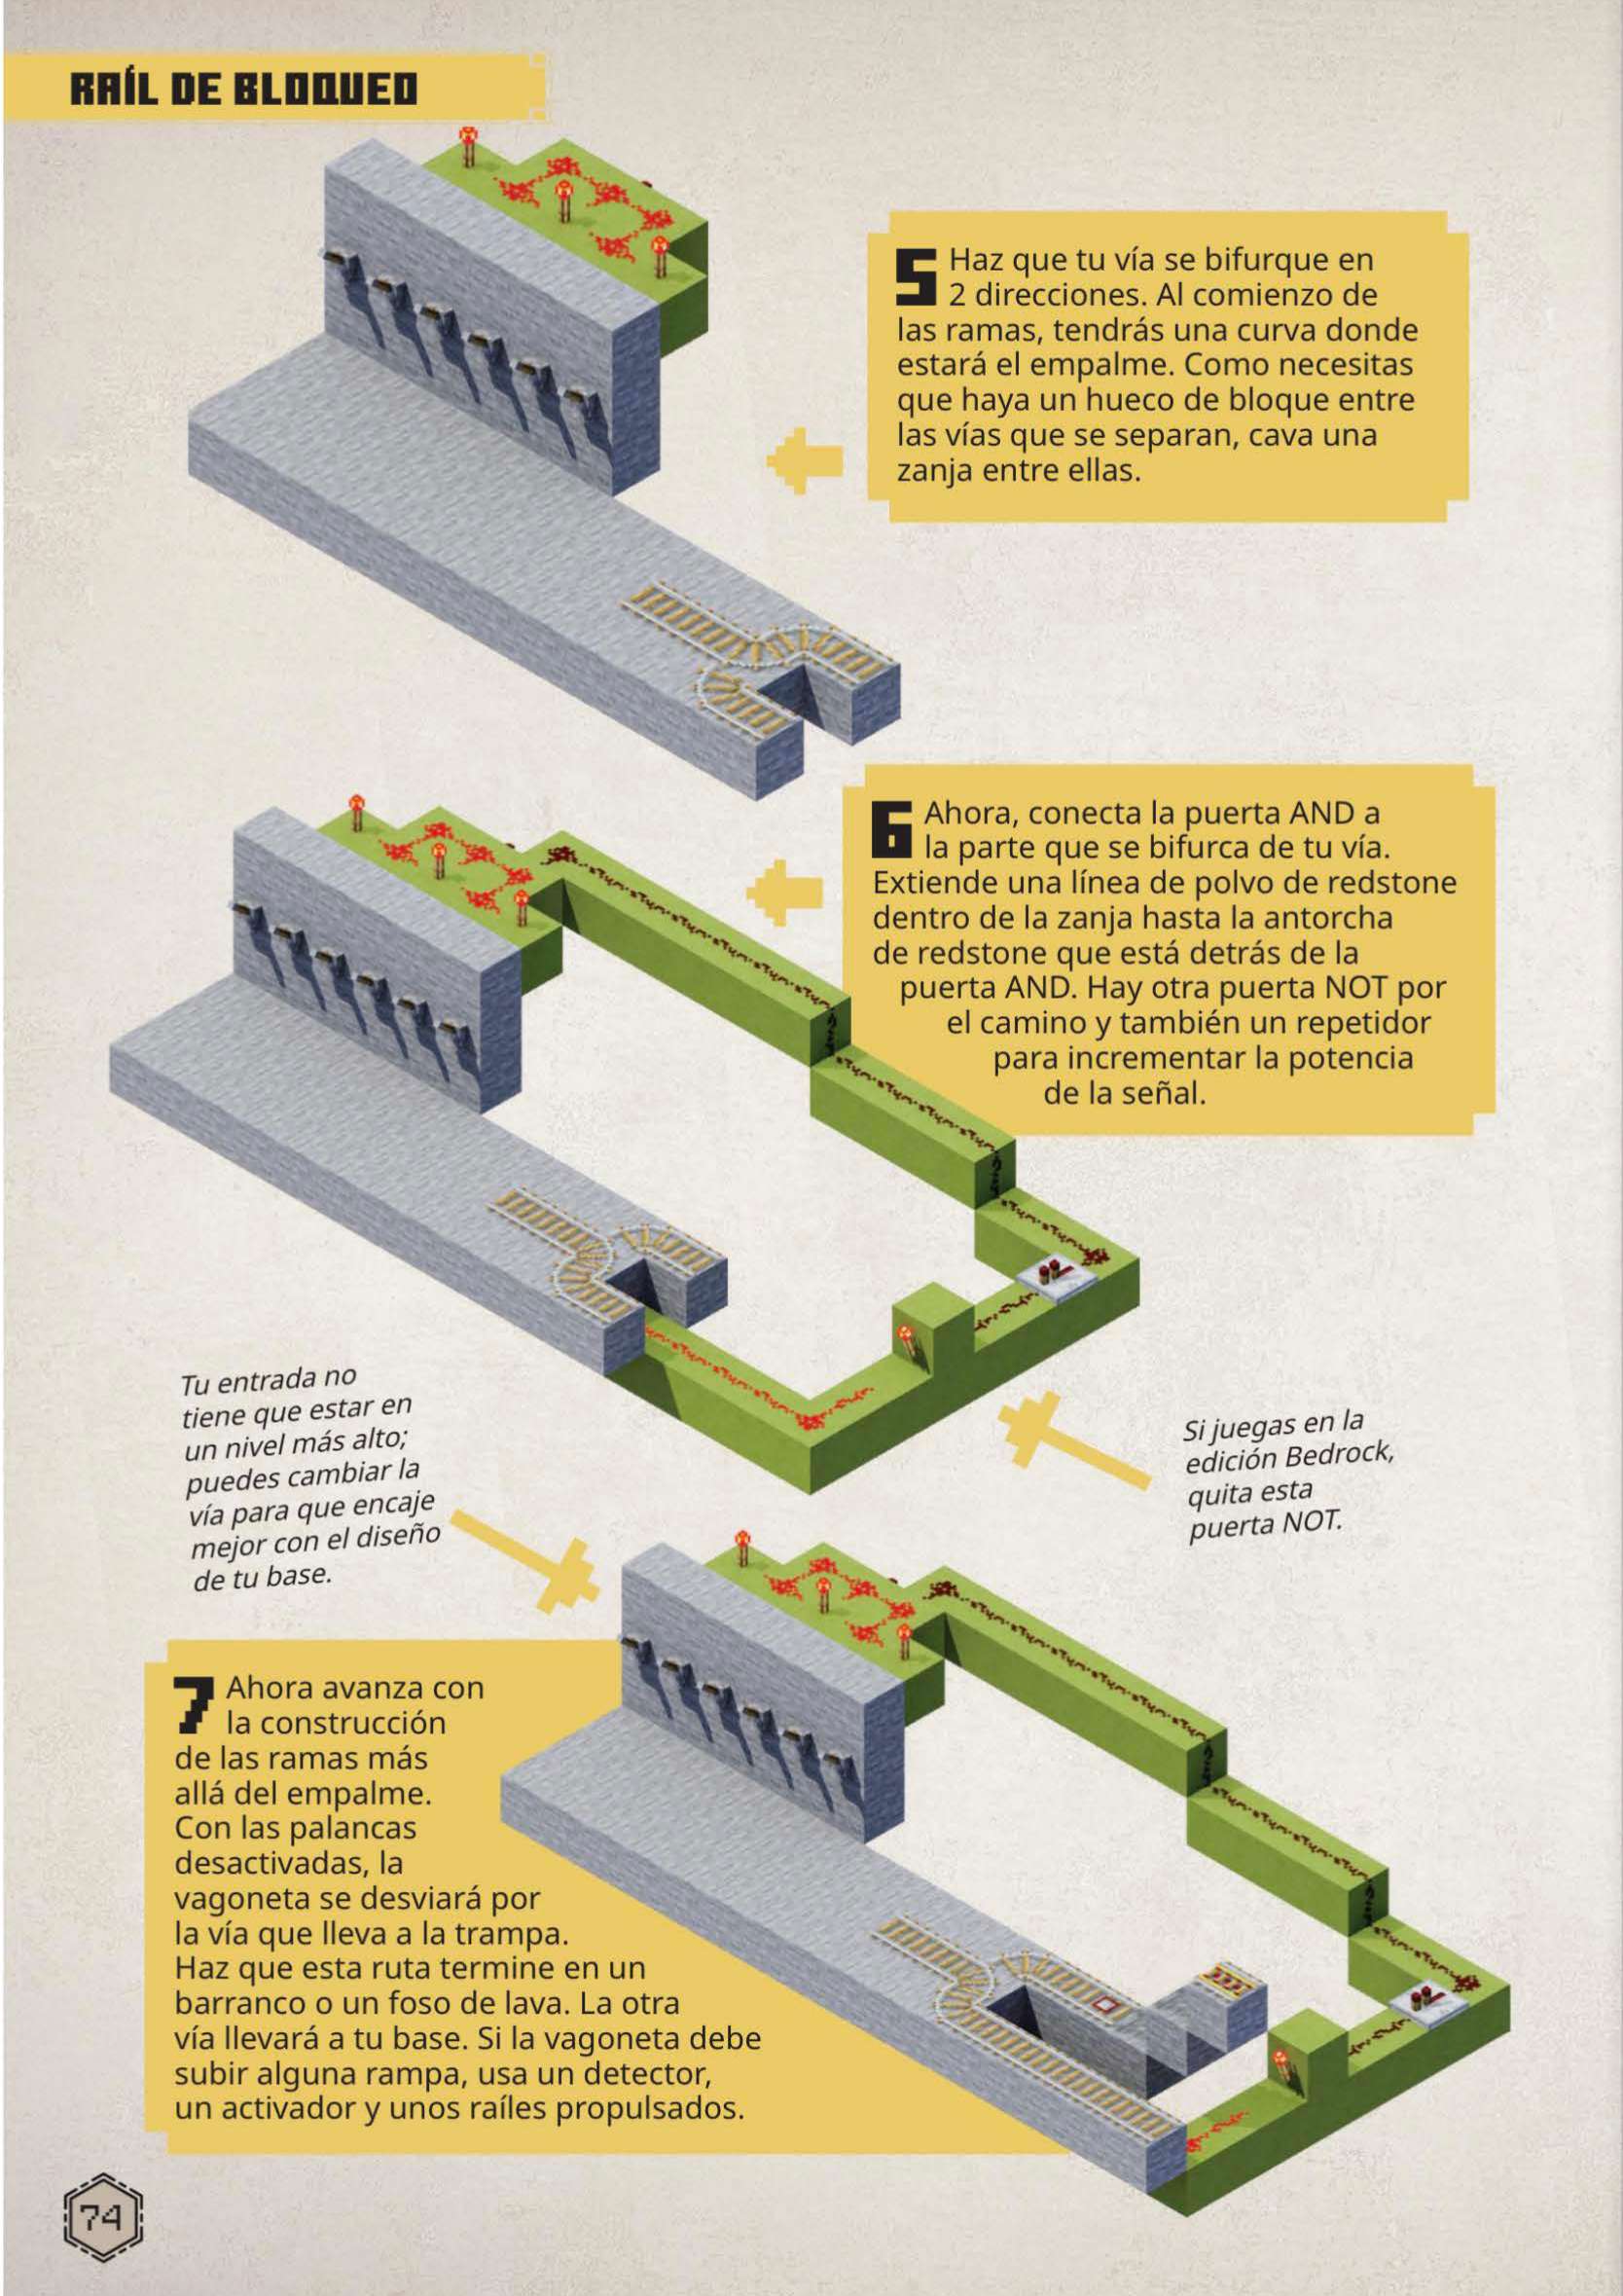 RAÍL DE BLOQUEO
5 Haz que tu vía se bifurque en
2 direcciones. Al comienzo de
las ramas, tendrás una curva donde
estará el empalme. Como necesitas
que haya un hueco de bloque entre
las vías que se separan, cava una
zanja entre ellas.
6 Ahora, conecta la puerta AND a
la parte que se bifurca de tu vía.
Extiende una línea de polvo de redstone
dentro de la zanja hasta la antorcha
de redstone que está detrás de la
puerta AND. Hay otra puerta NOT por
el camino y también un repetidor
para incrementar la potencia
de la señal.
Tu entrada no
tiene que estar en
un nivel más alto;
puedes cambiar la
vía para que encaje
mejor con el diseño
de tu base.
Si juegas en la
edición Bedrock,
quita esta
puerta NOT.
7 Ahora avanza con
la construcción
de las ramas más
allá del empalme.
Con las palancas
desactivadas, la
vagoneta se desviará por
la vía que lleva a la trampa.
Haz que esta ruta termine en un
barranco o un foso de lava. La otra
vía llevará a tu base. Si la vagoneta debe
subir alguna rampa, usa un detector,
un activador y unos raíles propulsados.
74